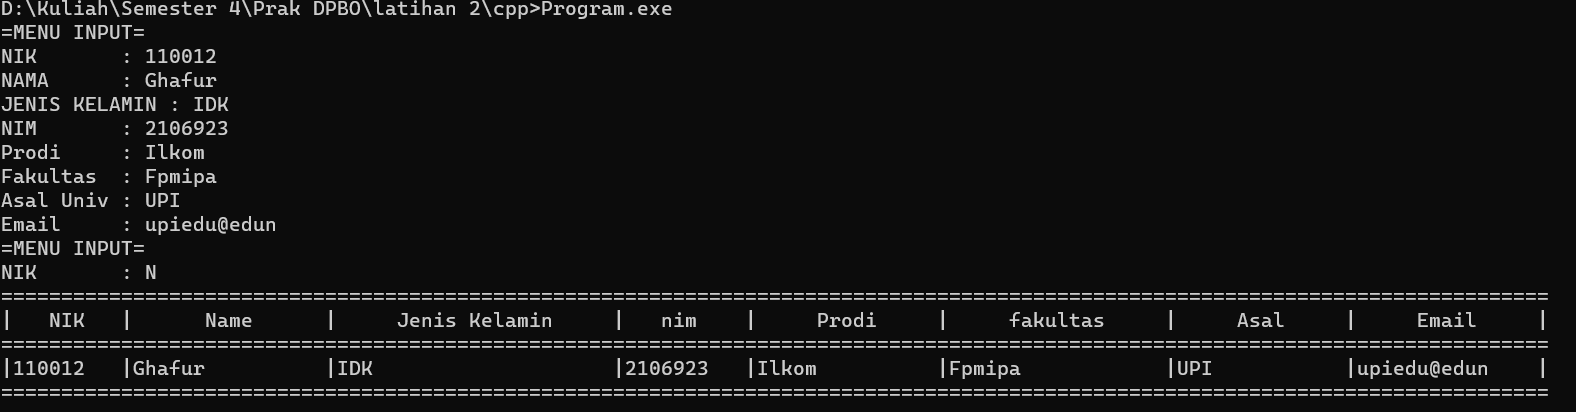 D:\Kuliah\Semester 4\Prak DPBO\latihan 2\cpp>Program.exe
=MENU INPUT=
NIK       : 110012
NAMA      : Ghafur
JENIS KELAMIN : IDK
NIM       : 2106923
Prodi     : Ilkom
Fakultas  : Fpmipa
Asal Univ : UPI
Email     : upiedu@edun
=MENU INPUT=
NIK       : N
=================================================================================================================================
|   NIK   |      Name      |     Jenis Kelamin     |   nim    |     Prodi     |     fakultas     |     Asal     |     Email     |
=================================================================================================================================
|110012   |Ghafur          |IDK                    |2106923   |Ilkom          |Fpmipa            |UPI           |upiedu@edun    |
=================================================================================================================================